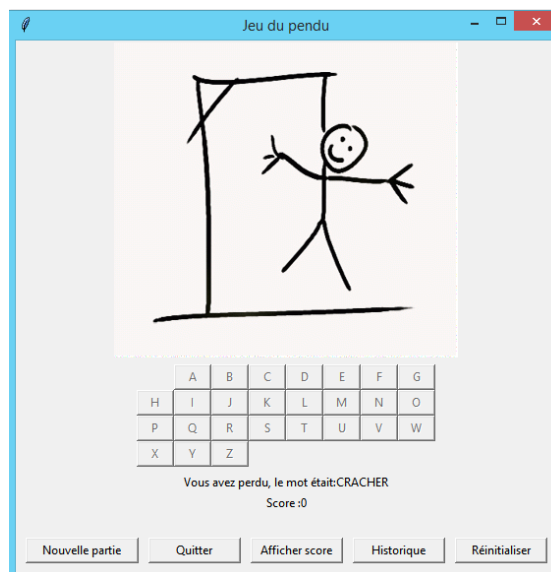 Jeu du pendu
A B C D E F G
H I J K L M N O
P Q R S T U V W
X Y Z
Vous avez perdu, le mot était:CRACHER
Score :0
Nouvelle partie Quitter Afficher score Historique Réinitialiser